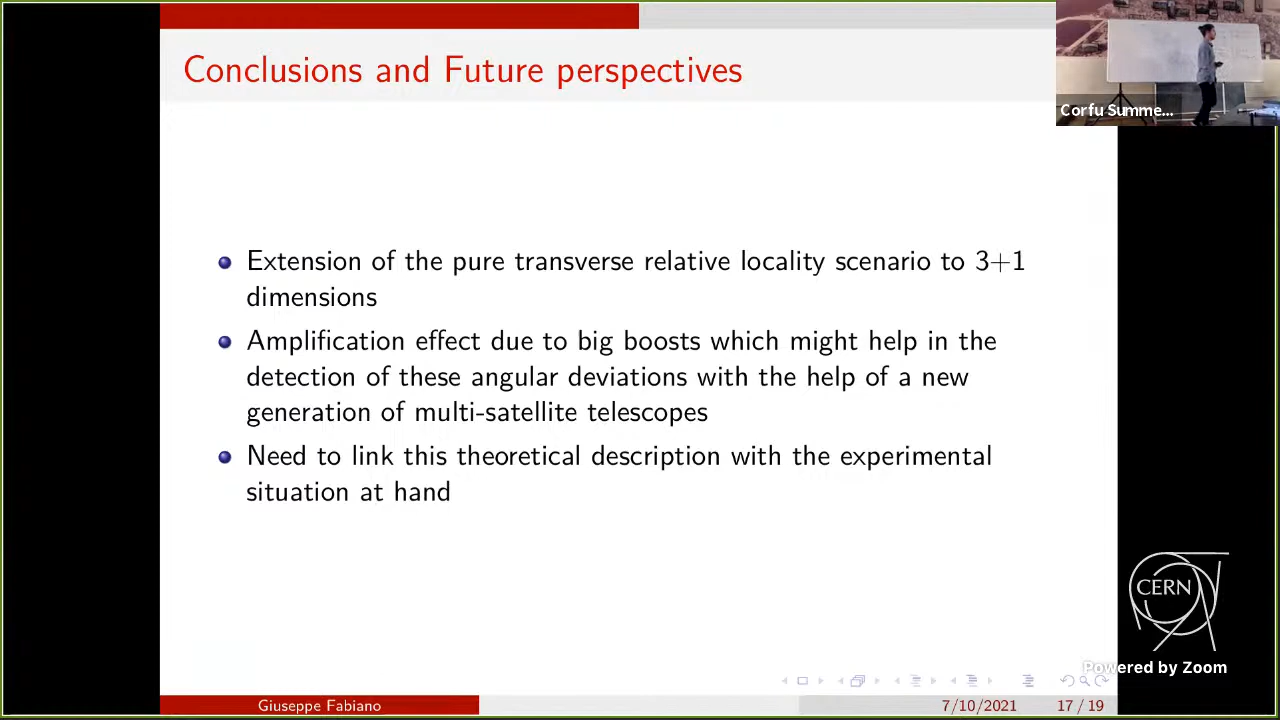 Conclusions and Future perspectives
Corfu Summe...
Extension of the pure transverse relative locality scenario to 3+1
dimensions
Amplification effect due to big boosts which might help in the
detection of these angular deviations with the help of a new
generation of multi-satellite telescopes
Need to link this theoretical description with the experimental
situation at hand
CERN
Powered by Zoom
Giuseppe Fabiano
7/10/2021
17 / 19